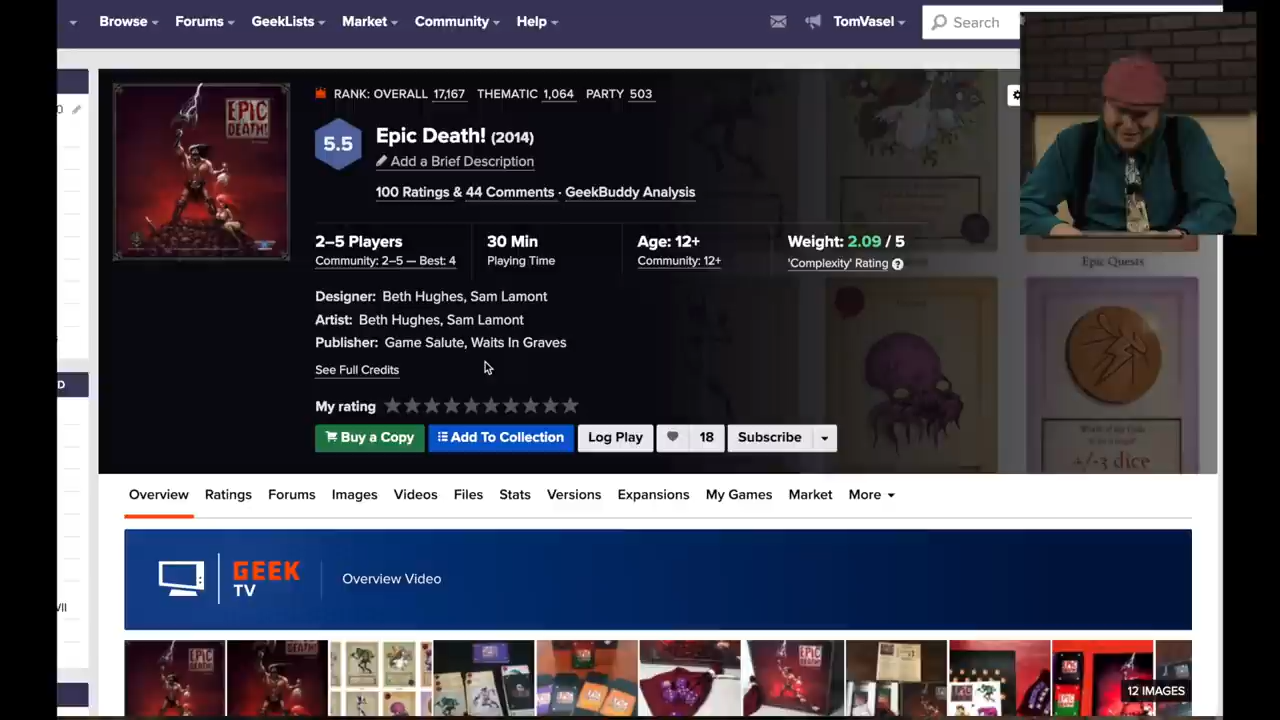 Browse Forums GeekLists Market Community Help TomVasel Search
RANK: OVERALL 17,167 THEMATIC 1,064 PARTY 503
EPIC
DEATH!
5.5
Epic Death! (2014)
Add a Brief Description
100 Ratings & 44 Comments · GeekBuddy Analysis
2–5 Players
Community: 2–5 — Best: 4
30 Min
Playing Time
Age: 12+
Community: 12+
Weight: 2.09 / 5
'Complexity' Rating
Epic Quests
Designer: Beth Hughes, Sam Lamont
Artist: Beth Hughes, Sam Lamont
Publisher: Game Salute, Waits In Graves
See Full Credits
My rating
Buy a Copy Add To Collection Log Play 18 Subscribe
+/-3 dice
Overview Ratings Forums Images Videos Files Stats Versions Expansions My Games Market More
GEEK
TV
Overview Video
EPIC
DEATH!
12 IMAGES